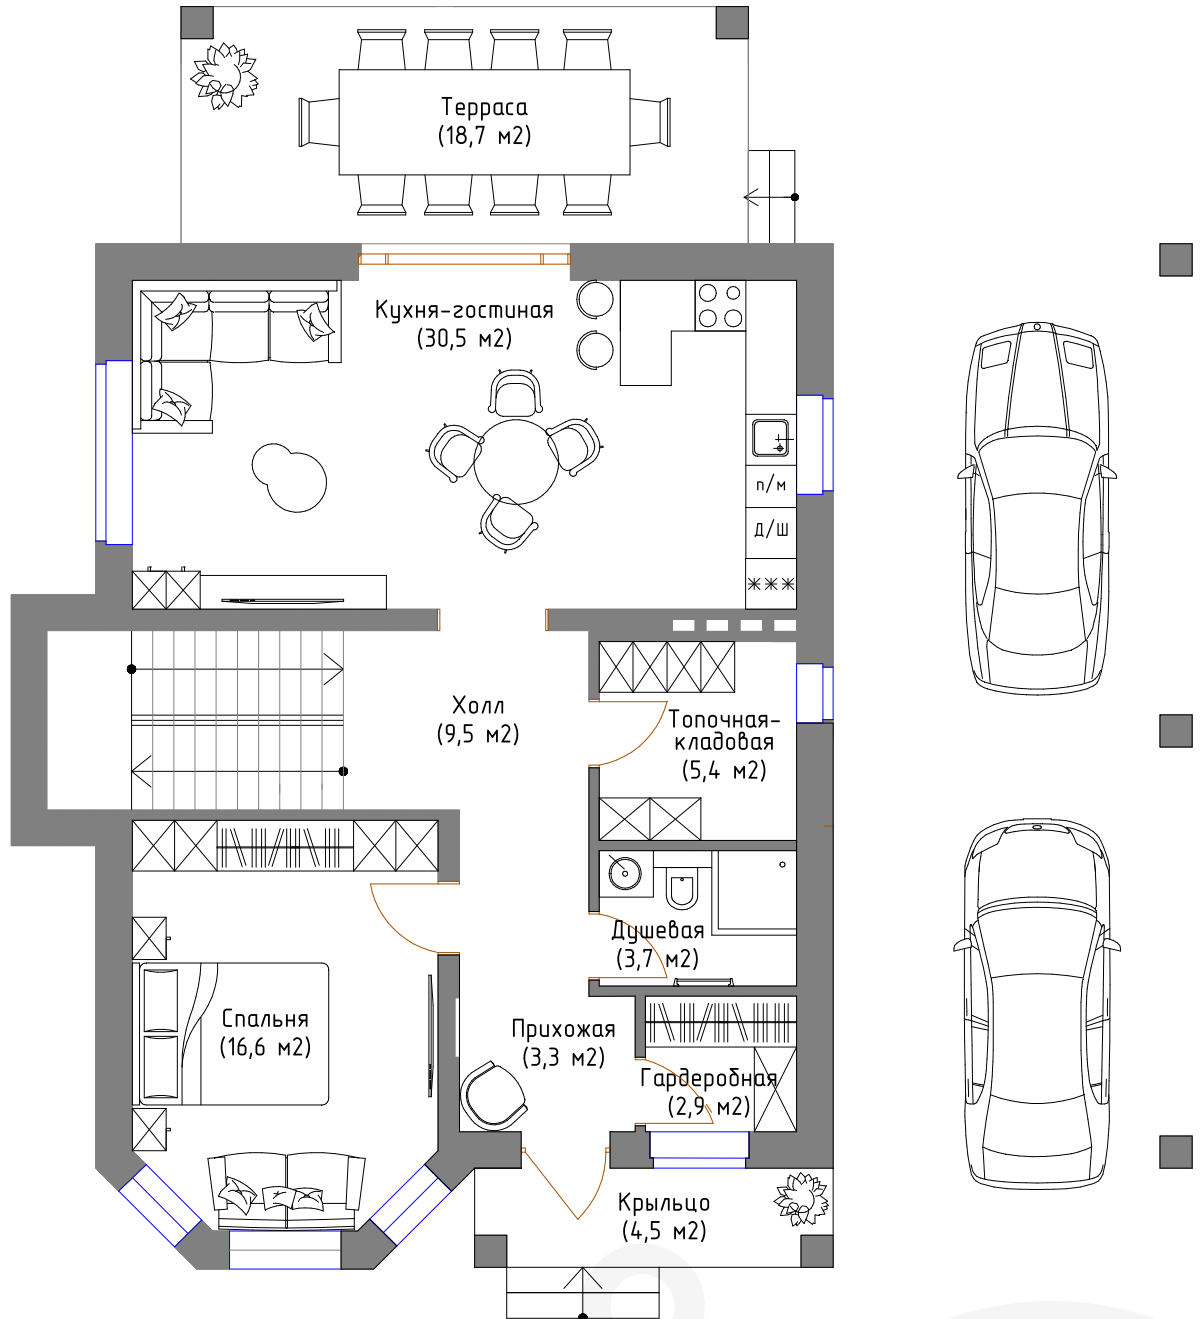 Терраса
(18,7 м2)
Кухня-гостиная
(30,5 м2)
п/м
Д/Ш
Холл
(9,5 м2)
Топочная-
кладовая
(5,4 м2)
Душевая
(3,7 м2)
Спальня
(16,6 м2)
Прихожая
(3,3 м2)
Гардеробная
(2,9 м2)
Крыльцо
(4,5 м2)